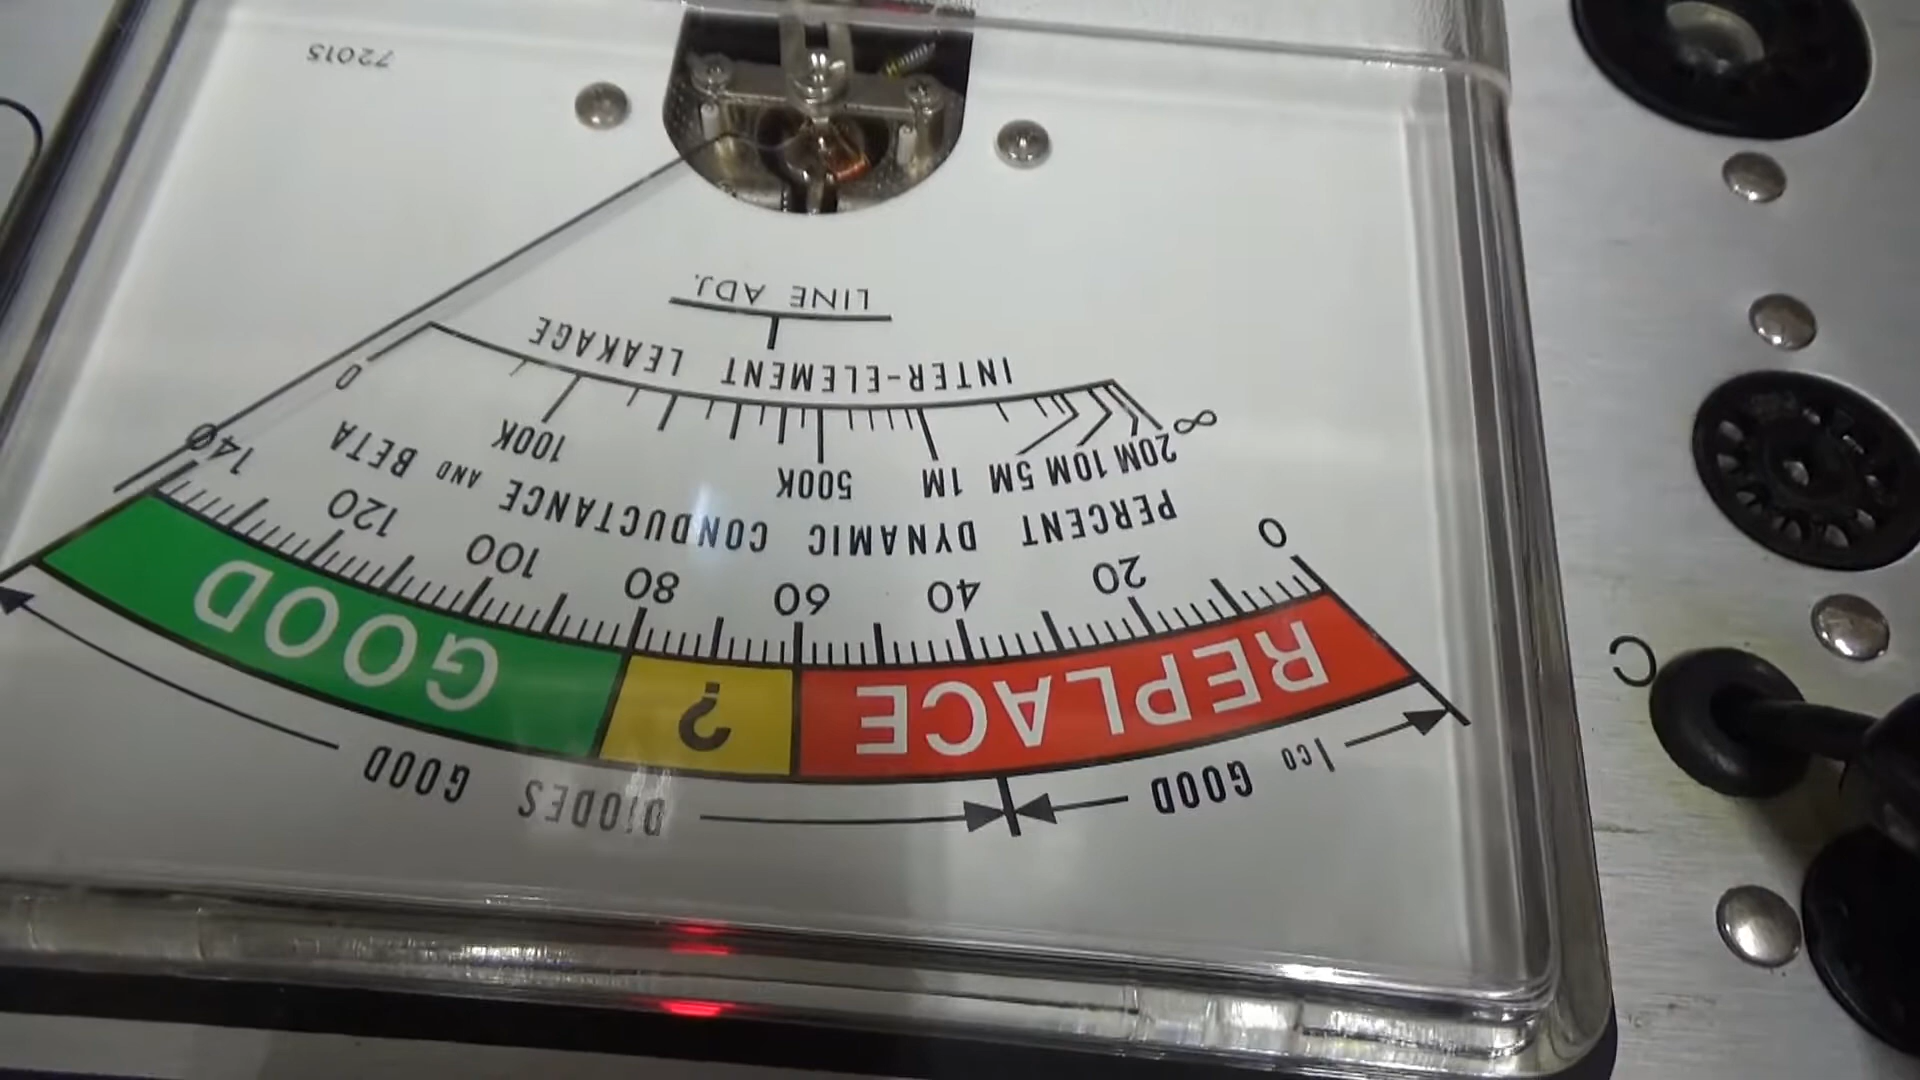 REPLACE ? GOOD
ICO GOOD
DIODES GOOD
0 20 40 60 80 100 120 140
PERCENT DYNAMIC CONDUCTANCE AND BETA
∞ 20M 10M 5M 1M 500K 100K 0
INTER-ELEMENT LEAKAGE
LINE ADJ.
72015
C